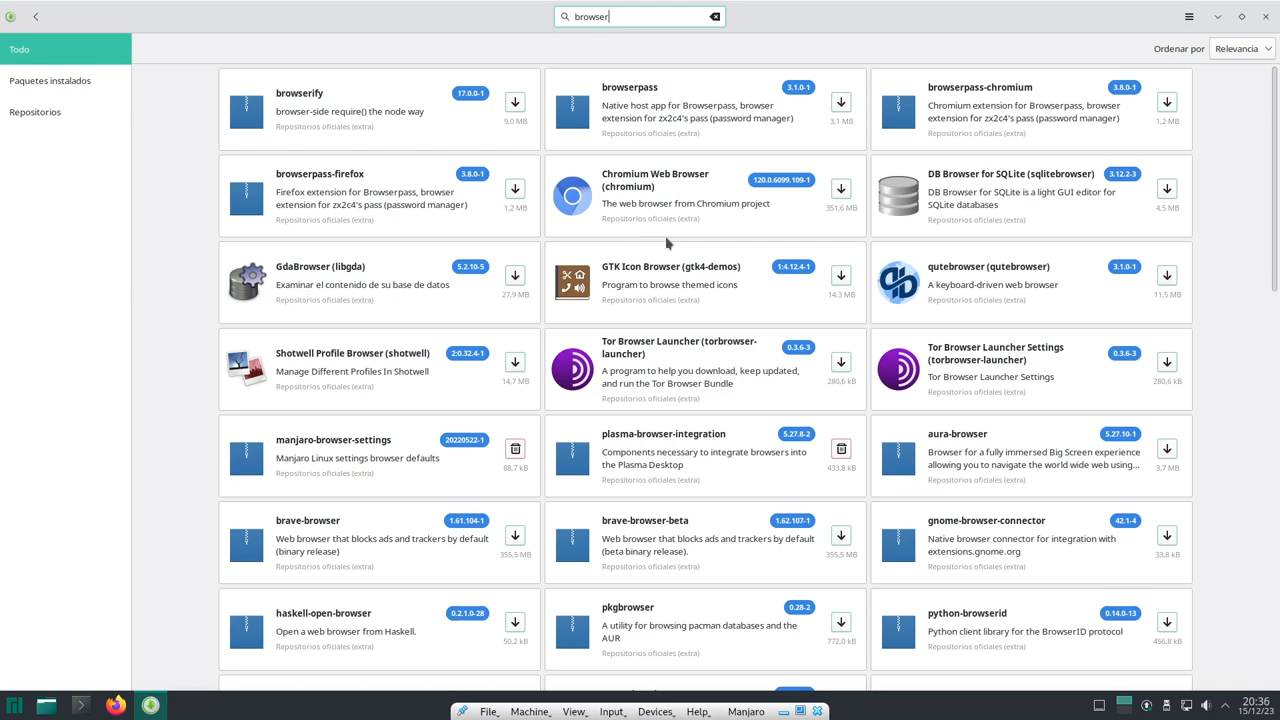 browser
Todo
Paquetes instalados
Repositorios
Ordenar por
Relevancia
browserify
17.0.0-1
browser-side require() the node way
Repositorios oficiales (extra)
9,0 MB
browserpass
3.1.0-1
Native host app for Browserpass, browser
extension for zx2c4's pass (password manager)
Repositorios oficiales (extra)
3,1 MB
browserpass-chromium
3.8.0-1
Chromium extension for Browserpass, browser
extension for zx2c4's pass (password manager)
Repositorios oficiales (extra)
1,2 MB
browserpass-firefox
3.8.0-1
Firefox extension for Browserpass, browser
extension for zx2c4's pass (password manager)
Repositorios oficiales (extra)
1,2 MB
Chromium Web Browser
(chromium)
120.0.6099.109-1
The web browser from Chromium project
Repositorios oficiales (extra)
351,6 MB
DB Browser for SQLite (sqlitebrowser)
3.12.2-3
DB Browser for SQLite is a light GUI editor for
SQLite databases
Repositorios oficiales (extra)
4,5 MB
GdaBrowser (libgda)
5.2.10-5
Examinar el contenido de su base de datos
Repositorios oficiales (extra)
27,9 MB
GTK Icon Browser (gtk4-demos)
1:4.12.4-1
Program to browse themed icons
Repositorios oficiales (extra)
14,3 MB
qutebrowser (qutebrowser)
3.1.0-1
A keyboard-driven web browser
Repositorios oficiales (extra)
11,5 MB
Shotwell Profile Browser (shotwell)
2:0.32.4-1
Manage Different Profiles In Shotwell
Repositorios oficiales (extra)
14,7 MB
Tor Browser Launcher (torbrowser-
launcher)
0.3.6-3
A program to help you download, keep updated,
and run the Tor Browser Bundle
Repositorios oficiales (extra)
280,6 kB
Tor Browser Launcher Settings
(torbrowser-launcher)
0.3.6-3
Tor Browser Launcher Settings
Repositorios oficiales (extra)
280,6 kB
manjaro-browser-settings
20220522-1
Manjaro Linux settings browser defaults
Repositorios oficiales (extra)
88,7 kB
plasma-browser-integration
5.27.8-2
Components necessary to integrate browsers into
the Plasma Desktop
Repositorios oficiales (extra)
433,8 kB
aura-browser
5.27.10-1
Browser for a fully immersed Big Screen experience
allowing you to navigate the world wide web using...
Repositorios oficiales (extra)
3,7 MB
brave-browser
1.61.104-1
Web browser that blocks ads and trackers by default
(binary release)
Repositorios oficiales (extra)
355,5 MB
brave-browser-beta
1.62.107-1
Web browser that blocks ads and trackers by default
(beta binary release).
Repositorios oficiales (extra)
355,5 MB
gnome-browser-connector
42.1-4
Native browser connector for integration with
extensions.gnome.org
Repositorios oficiales (extra)
33,8 kB
haskell-open-browser
0.2.1.0-28
Open a web browser from Haskell.
Repositorios oficiales (extra)
50,2 kB
pkgbrowser
0.28-2
A utility for browsing pacman databases and the
AUR
Repositorios oficiales (extra)
772,0 kB
python-browserid
0.14.0-13
Python client library for the BrowserID protocol
Repositorios oficiales (extra)
456,8 kB
File Machine View Input Devices Help Manjaro
20:36
15/12/23